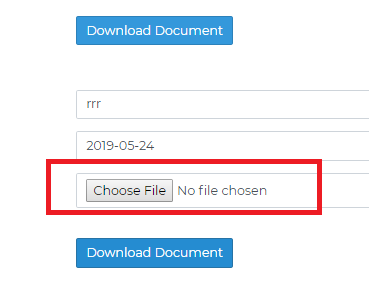 Download Document
rrr
2019-05-24
Choose File No file chosen
Download Document